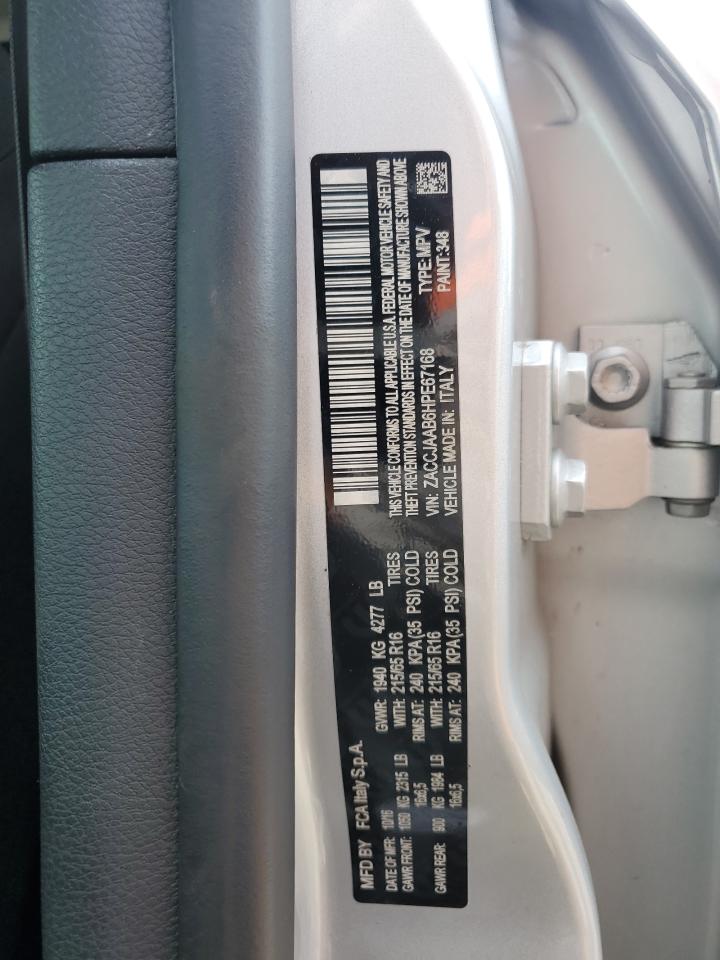 MFD BY FCA Italy S.p.A.
DATE OF MFR: 10/16 GVWR: 1940 KG 4277 LB
GAWR FRONT: 1050 KG 2315 LB WITH: 215/65 R16 TIRES
16x6,5 RIMS AT: 240 KPA(35 PSI) COLD
GAWR REAR: 900 KG 1984 LB WITH: 215/65 R16 TIRES
16x6,5 RIMS AT: 240 KPA(35 PSI) COLD
THIS VEHICLE CONFORMS TO ALL APPLICABLE U.S.A. FEDERAL MOTOR VEHICLE SAFETY AND
THEFT PREVENTION STANDARDS IN EFFECT ON THE DATE OF MANUFACTURE SHOWN ABOVE
VIN: ZACCJAAB6HPE67168 TYPE: MPV
VEHICLE MADE IN: ITALY PAINT: 348